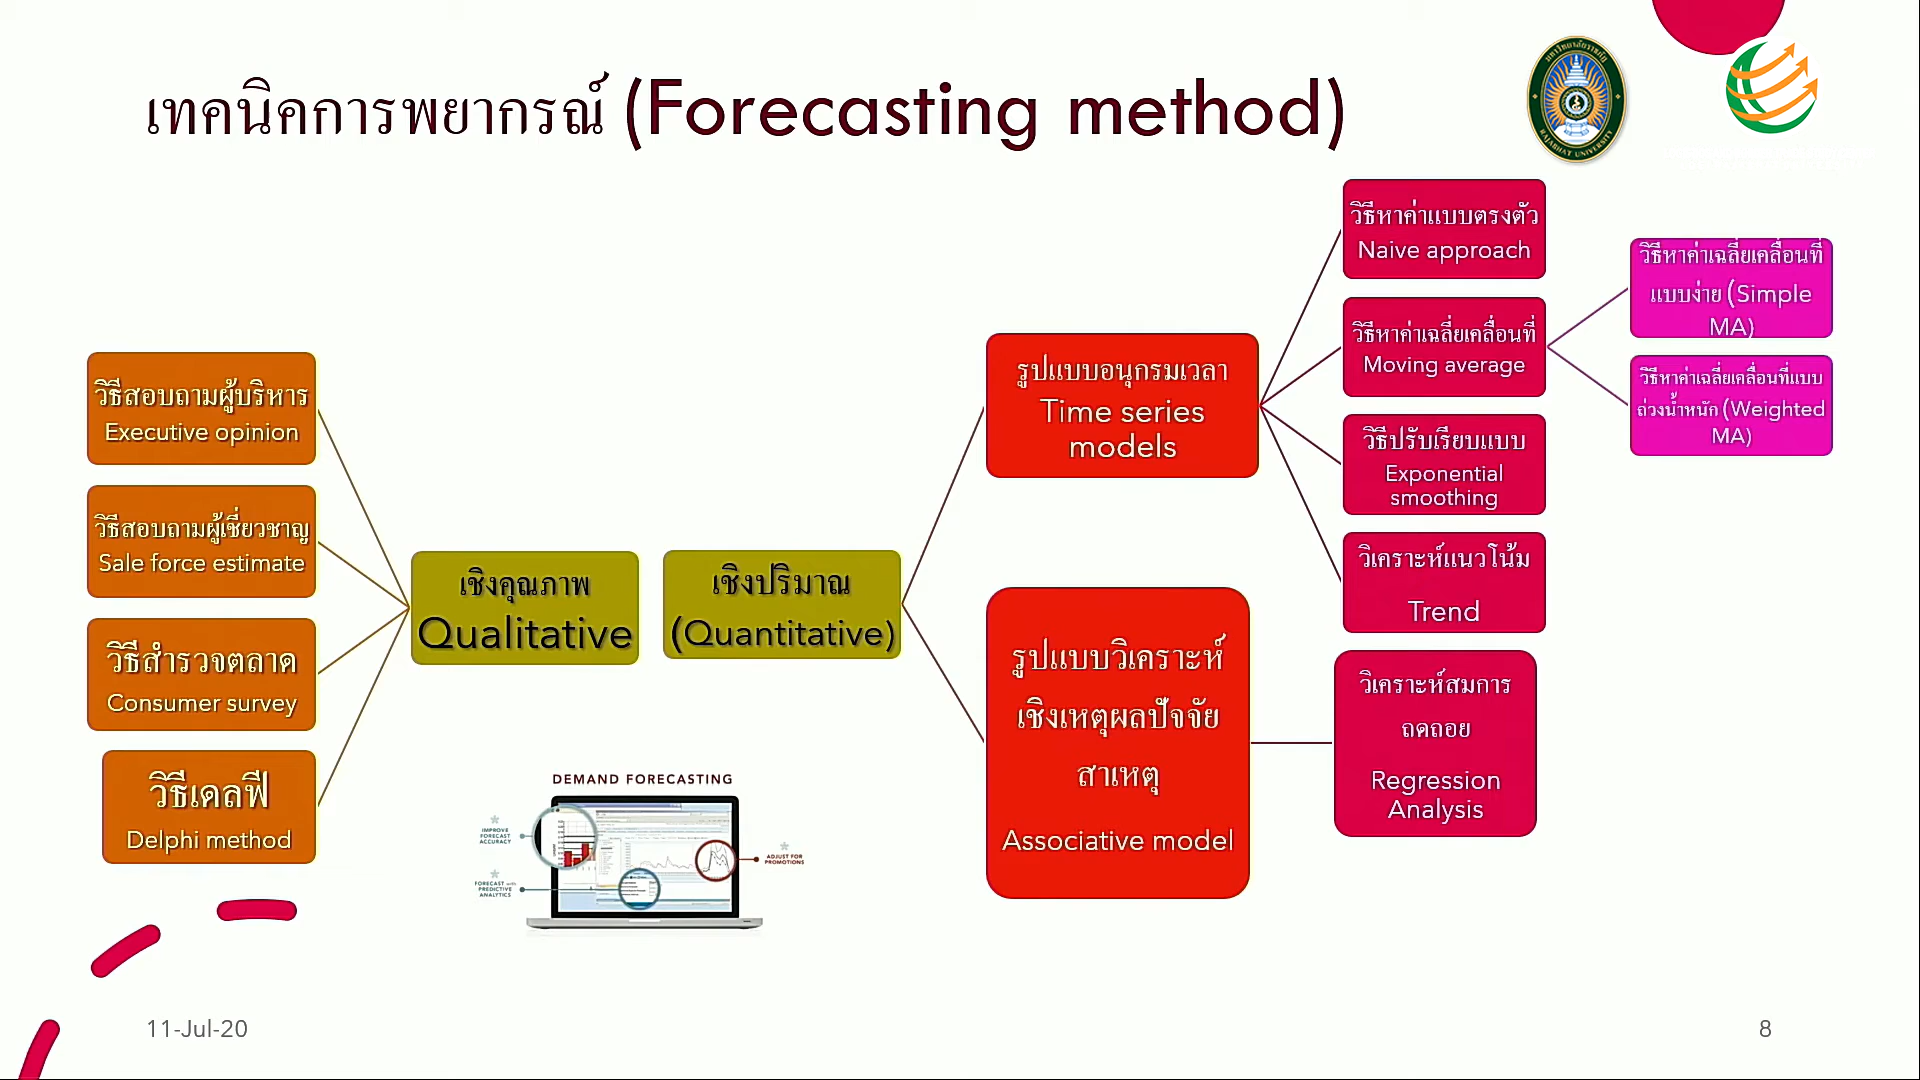 เทคนิคการพยากรณ์ (Forecasting method)
วิธีสอบถามผู้บริหาร
Executive opinion
วิธีสอบถามผู้เชี่ยวชาญ
Sale force estimate
วิธีสำรวจตลาด
Consumer survey
วิธีเดลฟี
Delphi method
เชิงคุณภาพ
Qualitative
เชิงปริมาณ
(Quantitative)
รูปแบบอนุกรมเวลา
Time series
models
รูปแบบวิเคราะห์
เชิงเหตุผลปัจจัย
สาเหตุ
Associative model
วิธีหาค่าแบบตรงตัว
Naive approach
วิธีหาค่าเฉลี่ยเคลื่อนที่
Moving average
วิธีปรับเรียบแบบ
Exponential
smoothing
วิเคราะห์แนวโน้ม
Trend
วิเคราะห์สมการ
ถดถอย
Regression
Analysis
วิธีหาค่าเฉลี่ยเคลื่อนที่
แบบง่าย (Simple
MA)
วิธีหาค่าเฉลี่ยเคลื่อนที่แบบ
ถ่วงน้ำหนัก (Weighted
MA)
DEMAND FORECASTING
IMPROVE
FORECAST
ACCURACY
FORECAST with
PREDICTIVE
ANALYTICS
ADJUST FOR
PROMOTIONS
RAJABHAT UNIVERSITY
11-Jul-20
8